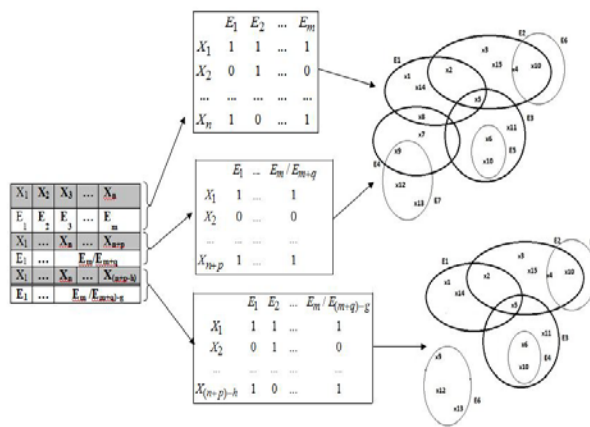 X1 X2 X3 ... Xn
E1 E2 E3 ... Em
X1 ... Xn ... Xn+p
E1 ... Em/Em+q
X1 ... Xn ... X(n+p-h)
E1 ... Em/E(m+q)-g
E1 E2 ... Em
X1 1 1 ... 1
X2 0 1 ... 0
... ... ... ... ...
Xn 1 0 ... 1
E1 ... Em/Em+q
X1 1 ... 1
X2 0 ... 0
... ... ... ...
Xn+p 1 ... 1
E1 E2 ... Em/E(m+q)-g
X1 1 1 ... 1
X2 0 1 ... 0
... ... ... ...
X(n+p)-h 1 0 ... 1
E2 E6
E1 x3
x1 x2 x15 x4 x10
x14
x5
x8 x11 E3
x7 x6 E5
E4 x9 x10
x12
x13 E7
E2
E1 x3
x1 x2 x15 x4 x10
x14
x5
x11 E3
x9 x6 E4
x10
x12
x13 E6